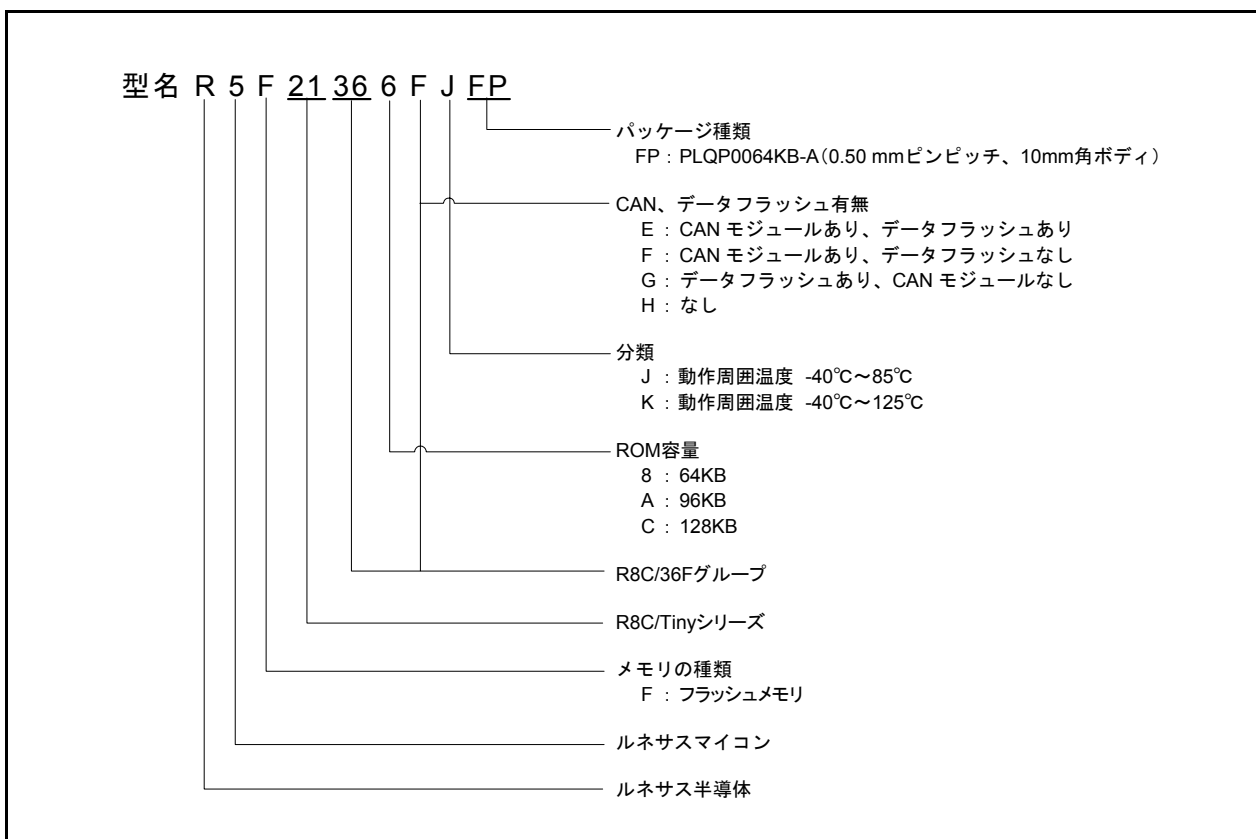 型名 R 5 F 21 36 6 F J FP
パッケージ種類
FP : PLQP0064KB-A(0.50 mmピンピッチ、10mm角ボディ)
CAN、データフラッシュ有無
E : CAN モジュールあり、データフラッシュあり
F : CAN モジュールあり、データフラッシュなし
G : データフラッシュあり、CAN モジュールなし
H : なし
分類
J : 動作周囲温度 -40℃～85℃
K : 動作周囲温度 -40℃～125℃
ROM容量
8 : 64KB
A : 96KB
C : 128KB
R8C/36Fグループ
R8C/Tinyシリーズ
メモリの種類
F : フラッシュメモリ
ルネサスマイコン
ルネサス半導体